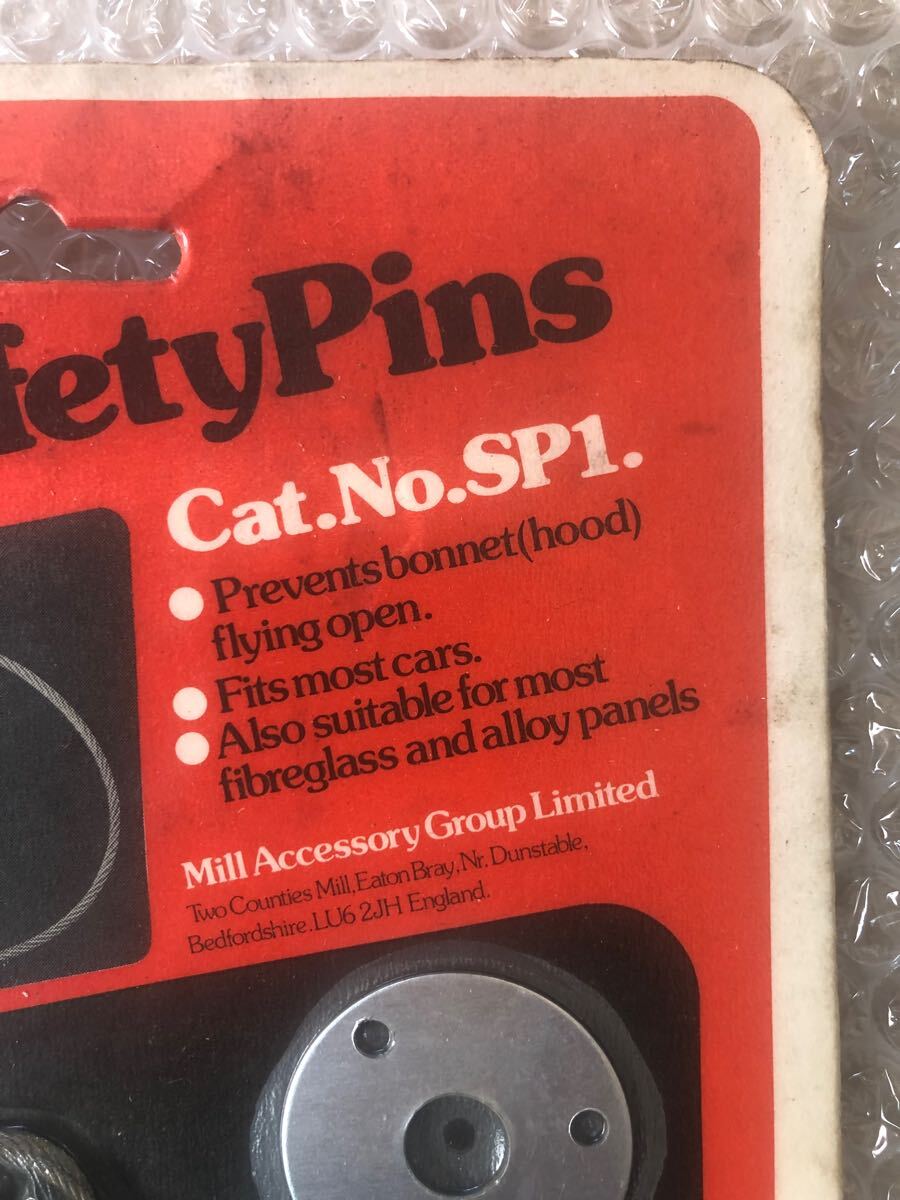 fetyPins
Cat.No.SP1.
Prevents bonnet(hood)
flying open.
Fits most cars.
Also suitable for most
fibreglass and alloy panels
Mill Accessory Group Limited
Two Counties Mill, Eaton Bray, Nr. Dunstable,
Bedfordshire. LU6 2JH England.